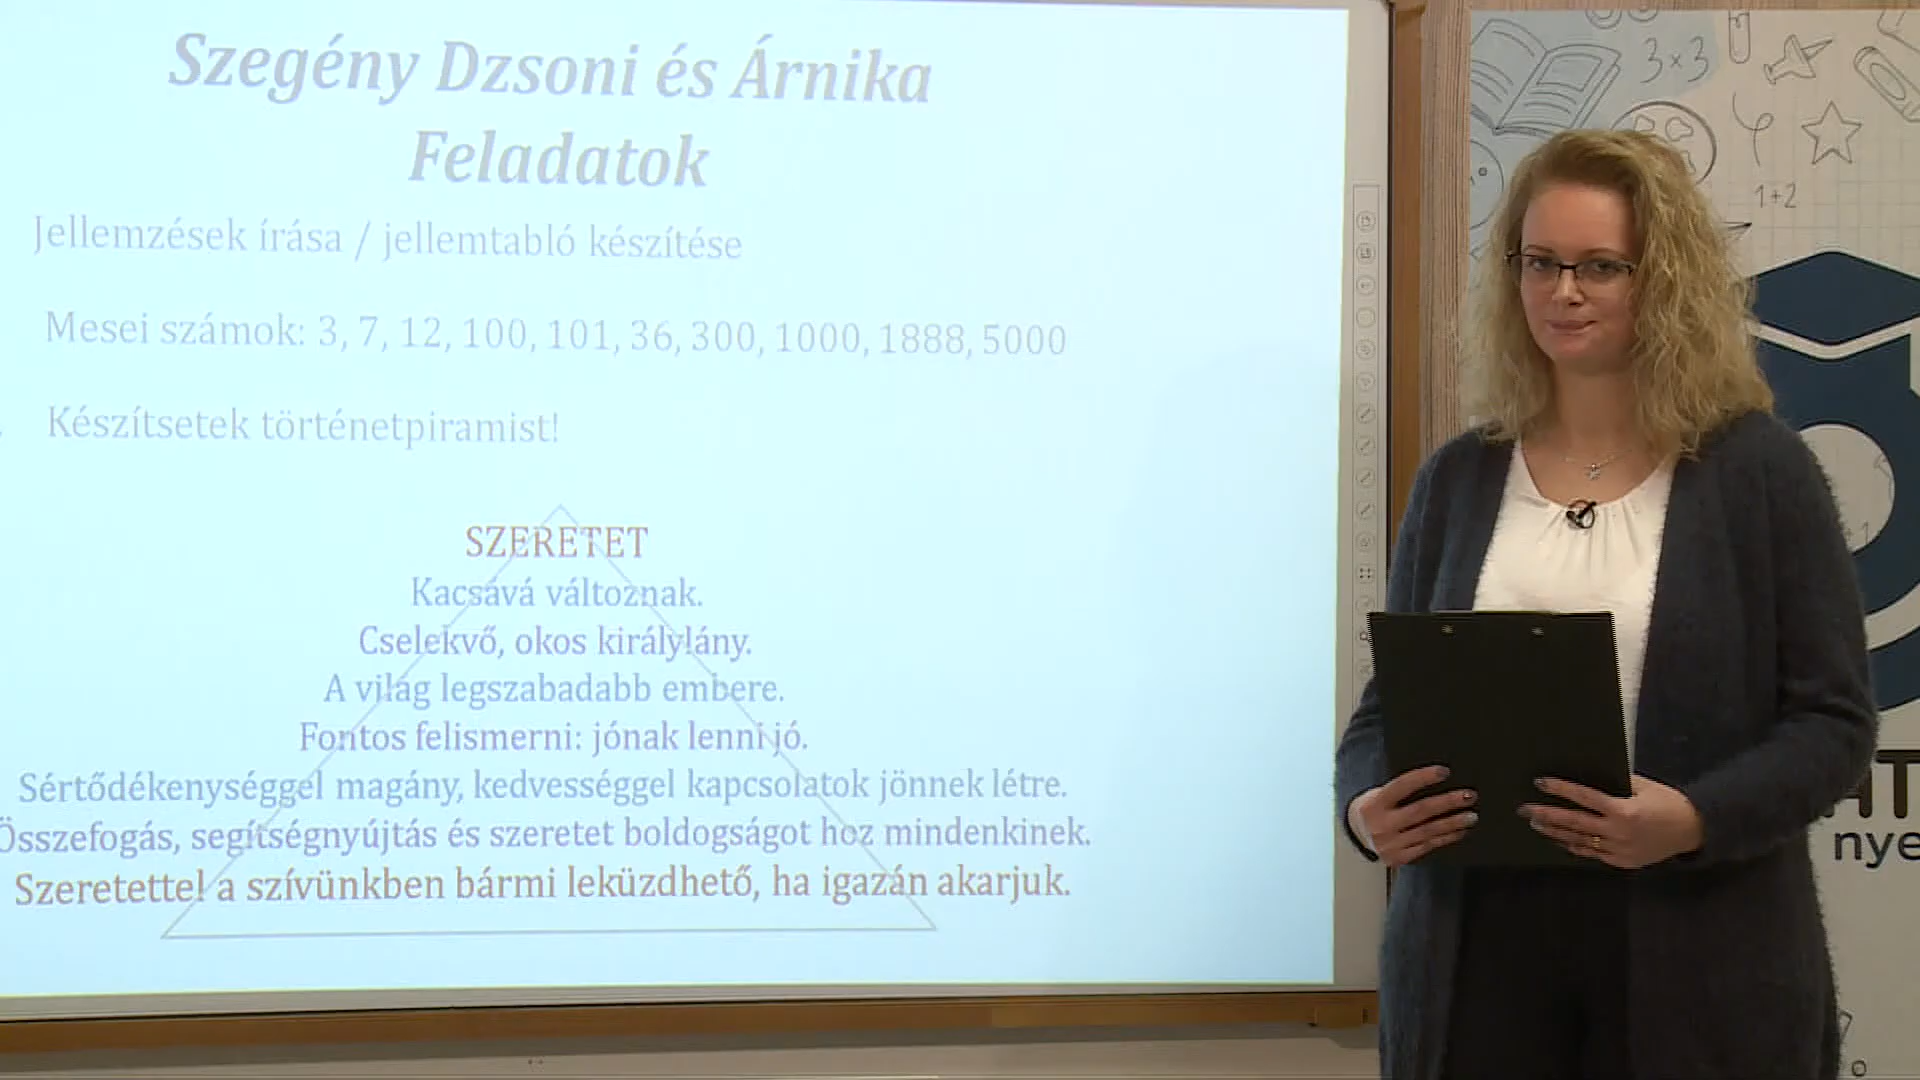 Szegény Dzsoni és Árnika
Feladatok
Jellemzések írása / jellemtabló készítése
Mesei számok: 3, 7, 12, 100, 101, 36, 300, 1000, 1888, 5000
Készítsetek történetpiramist!
SZERETET
Kacsává változnak.
Cselekvő, okos királylány.
A világ legszabadabb embere.
Fontos felismerni: jónak lenni jó.
Sértődékenységgel magány, kedvességgel kapcsolatok jönnek létre.
Összefogás, segítségnyújtás és szeretet boldogságot hoz mindenkinek.
Szeretettel a szívünkben bármi leküzdhető, ha igazán akarjuk.
3×3
1+2
nye